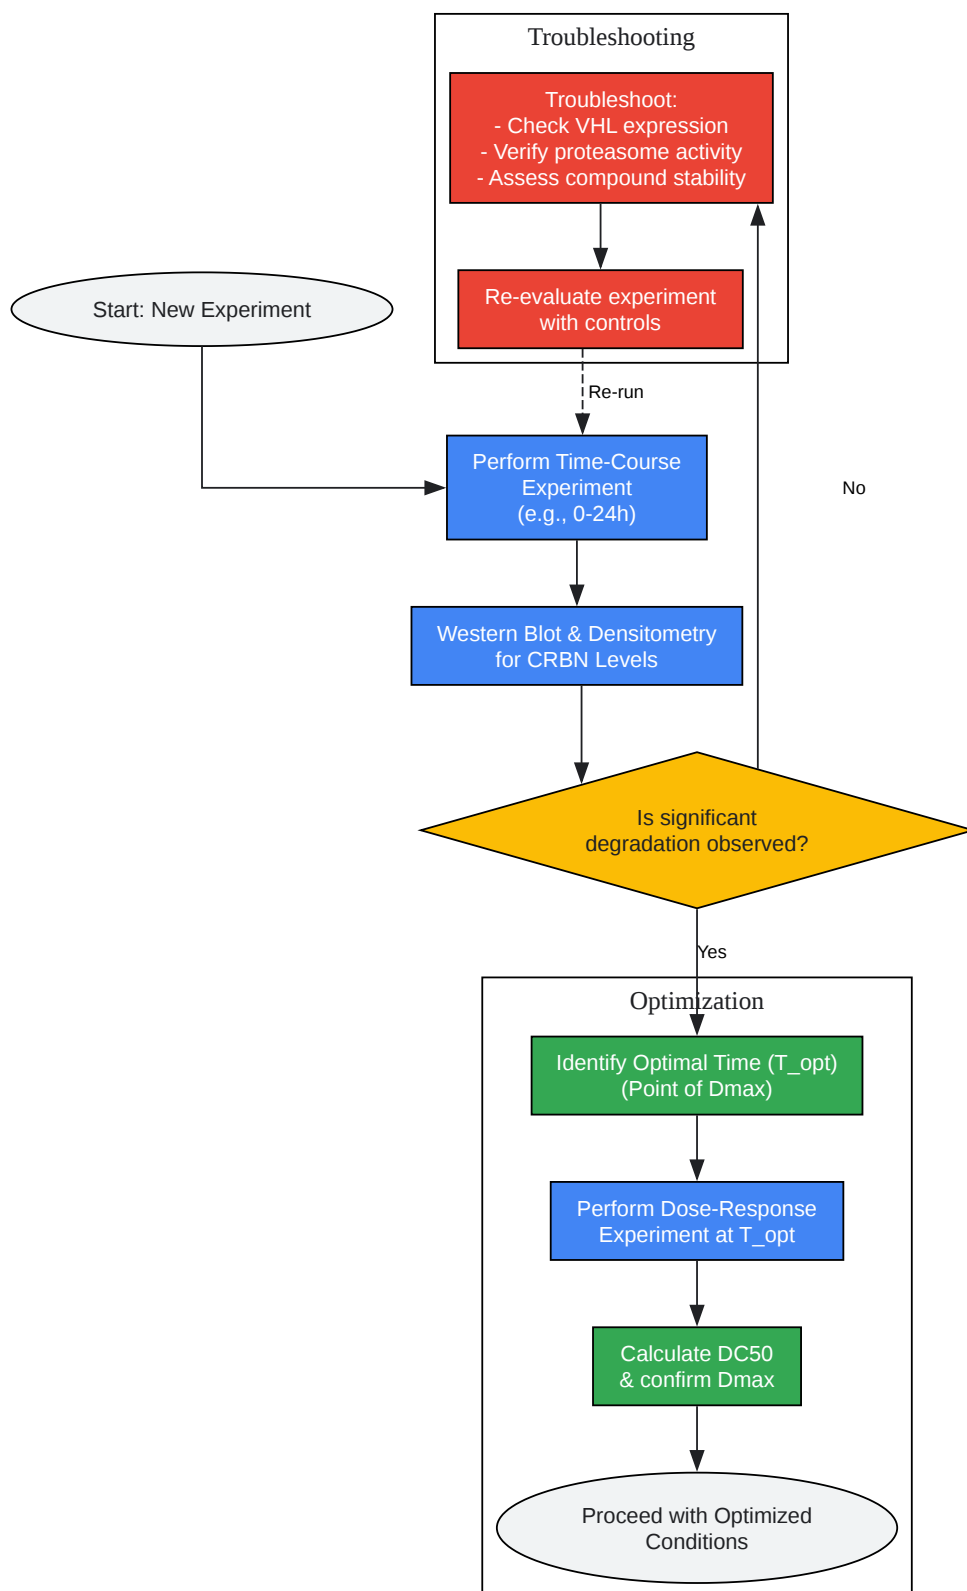 Troubleshooting
Troubleshoot:
- Check VHL expression
- Verify proteasome activity
- Assess compound stability
Start: New Experiment
Re-evaluate experiment
with controls
Re-run
Perform Time-Course
Experiment
(e.g., 0-24h)
No
Western Blot & Densitometry
for CRBN Levels
Is significant
degradation observed?
Yes
Optimization
Identify Optimal Time (T_opt)
(Point of Dmax)
Perform Dose-Response
Experiment at T_opt
Calculate DC50
& confirm Dmax
Proceed with Optimized
Conditions